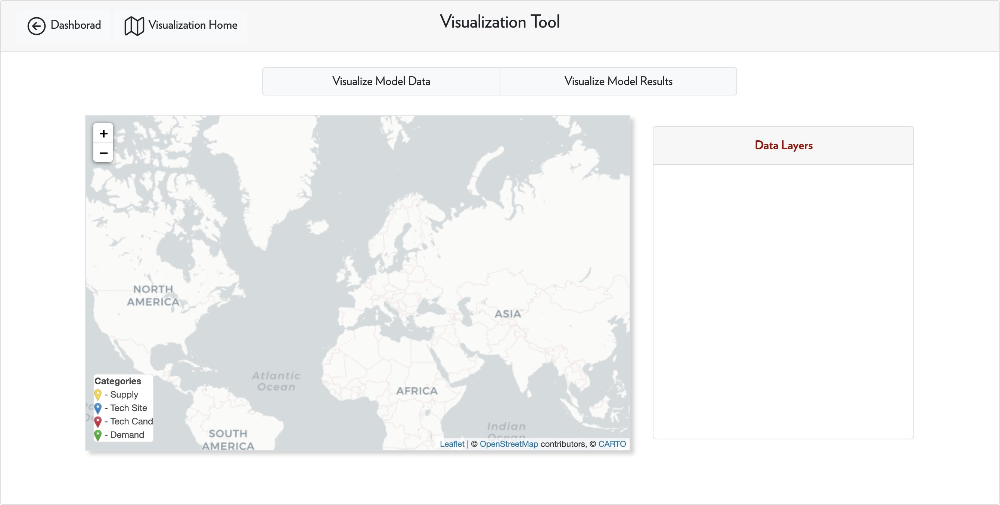 Dashborad
Visualization Home
Visualization Tool
Visualize Model Data
Visualize Model Results
+
−
Data Layers
NORTH
AMERICA
ASIA
Atlantic
Ocean
AFRICA
Categories
- Supply
- Tech Site
- Tech Cand
- Demand
SOUTH
AMERICA
Indian
Ocean
Leaflet | © OpenStreetMap contributors, © CARTO